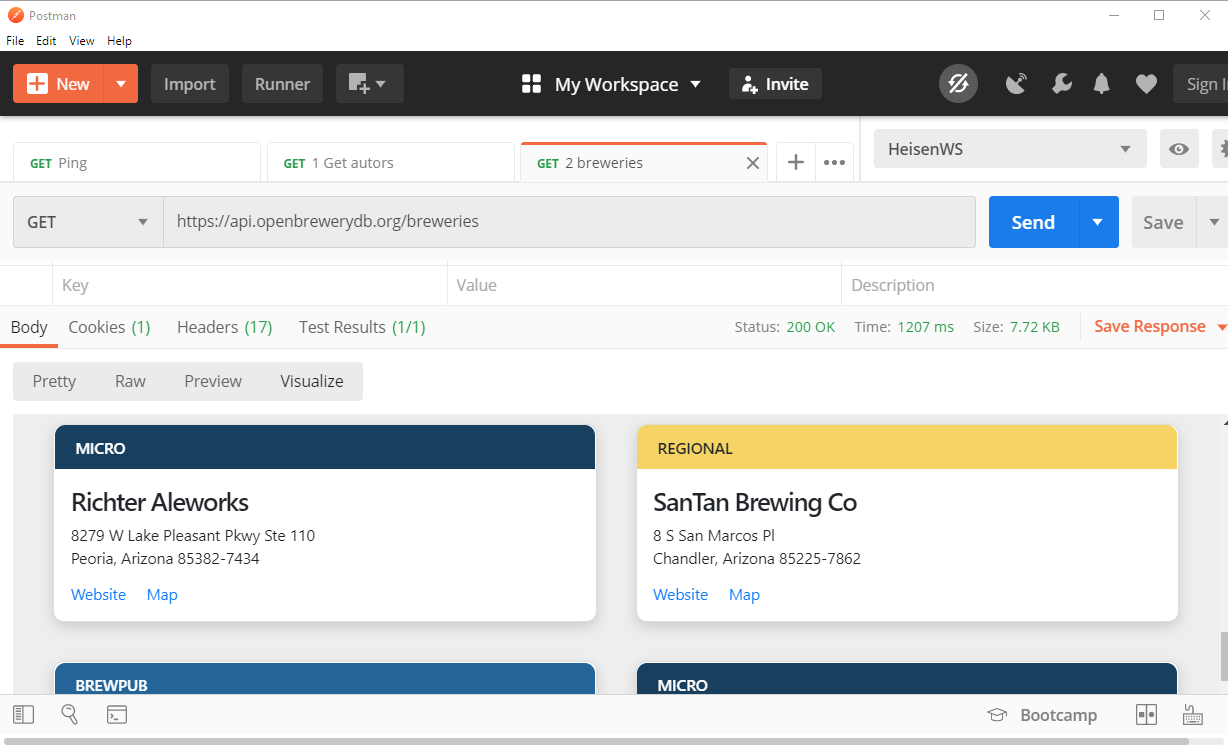 Postman
File Edit View Help
New Import Runner My Workspace Invite Sign I
GET Ping GET 1 Get autors GET 2 breweries HeisenWS
GET https://api.openbrewerydb.org/breweries Send Save
Key Value Description
Body Cookies (1) Headers (17) Test Results (1/1) Status: 200 OK Time: 1207 ms Size: 7.72 KB Save Response
Pretty Raw Preview Visualize
MICRO
Richter Aleworks
8279 W Lake Pleasant Pkwy Ste 110
Peoria, Arizona 85382-7434
Website Map
REGIONAL
SanTan Brewing Co
8 S San Marcos Pl
Chandler, Arizona 85225-7862
Website Map
BREWPUB
MICRO
Bootcamp